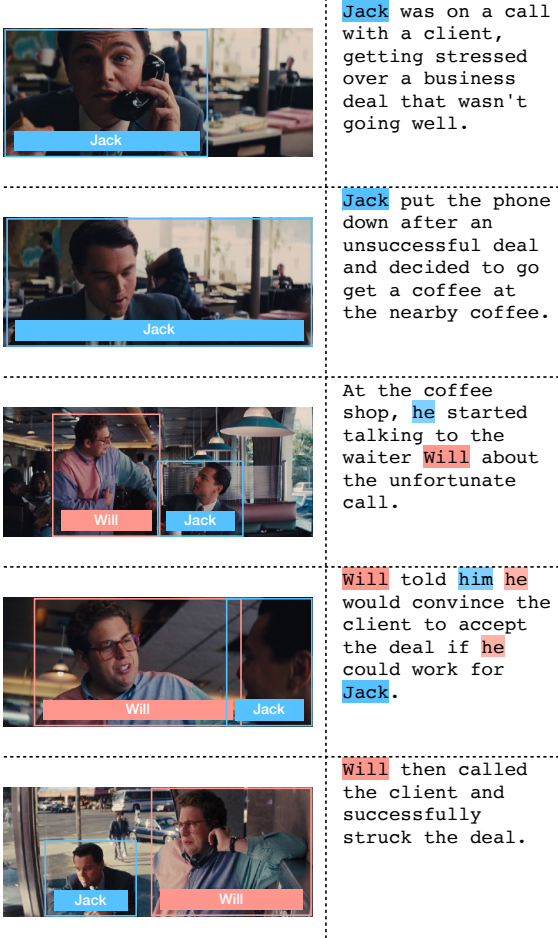 Jack
Jack was on a call
with a client,
getting stressed
over a business
deal that wasn't
going well.
Jack
Jack put the phone
down after an
unsuccessful deal
and decided to go
get a coffee at
the nearby coffee.
Will
Jack
At the coffee
shop, he started
talking to the
waiter Will about
the unfortunate
call.
Will
Jack
Will told him he
would convince the
client to accept
the deal if he
could work for
Jack.
Jack
Will
Will then called
the client and
successfully
struck the deal.